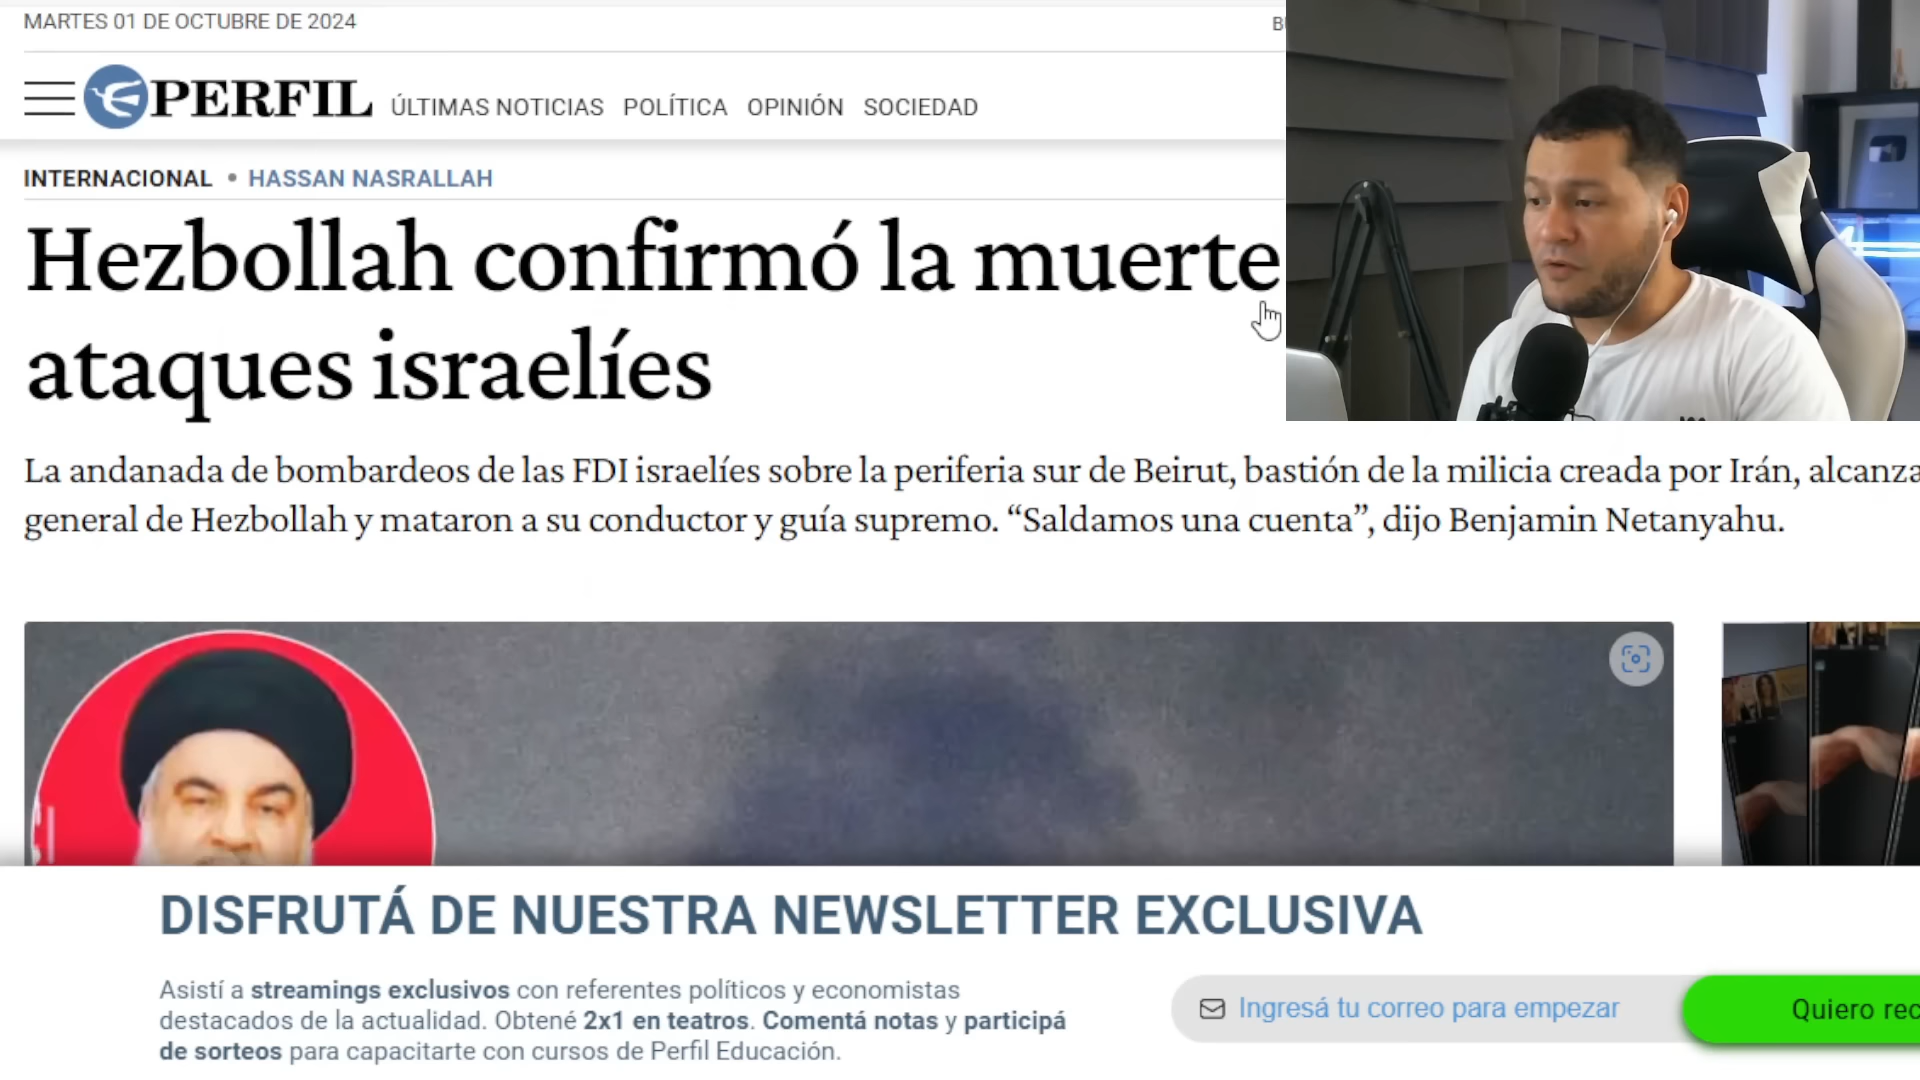 MARTES 01 DE OCTUBRE DE 2024
PERFIL
ÚLTIMAS NOTICIAS POLÍTICA OPINIÓN SOCIEDAD
INTERNACIONAL • HASSAN NASRALLAH
Hezbollah confirmó la muerte
ataques israelíes
La andanada de bombardeos de las FDI israelíes sobre la periferia sur de Beirut, bastión de la milicia creada por Irán, alcanza
general de Hezbollah y mataron a su conductor y guía supremo. “Saldamos una cuenta”, dijo Benjamin Netanyahu.
DISFRUTÁ DE NUESTRA NEWSLETTER EXCLUSIVA
Asistí a streamings exclusivos con referentes políticos y economistas
destacados de la actualidad. Obtené 2x1 en teatros. Comentá notas y participá
de sorteos para capacitarte con cursos de Perfil Educación.
Ingresá tu correo para empezar
Quiero rec